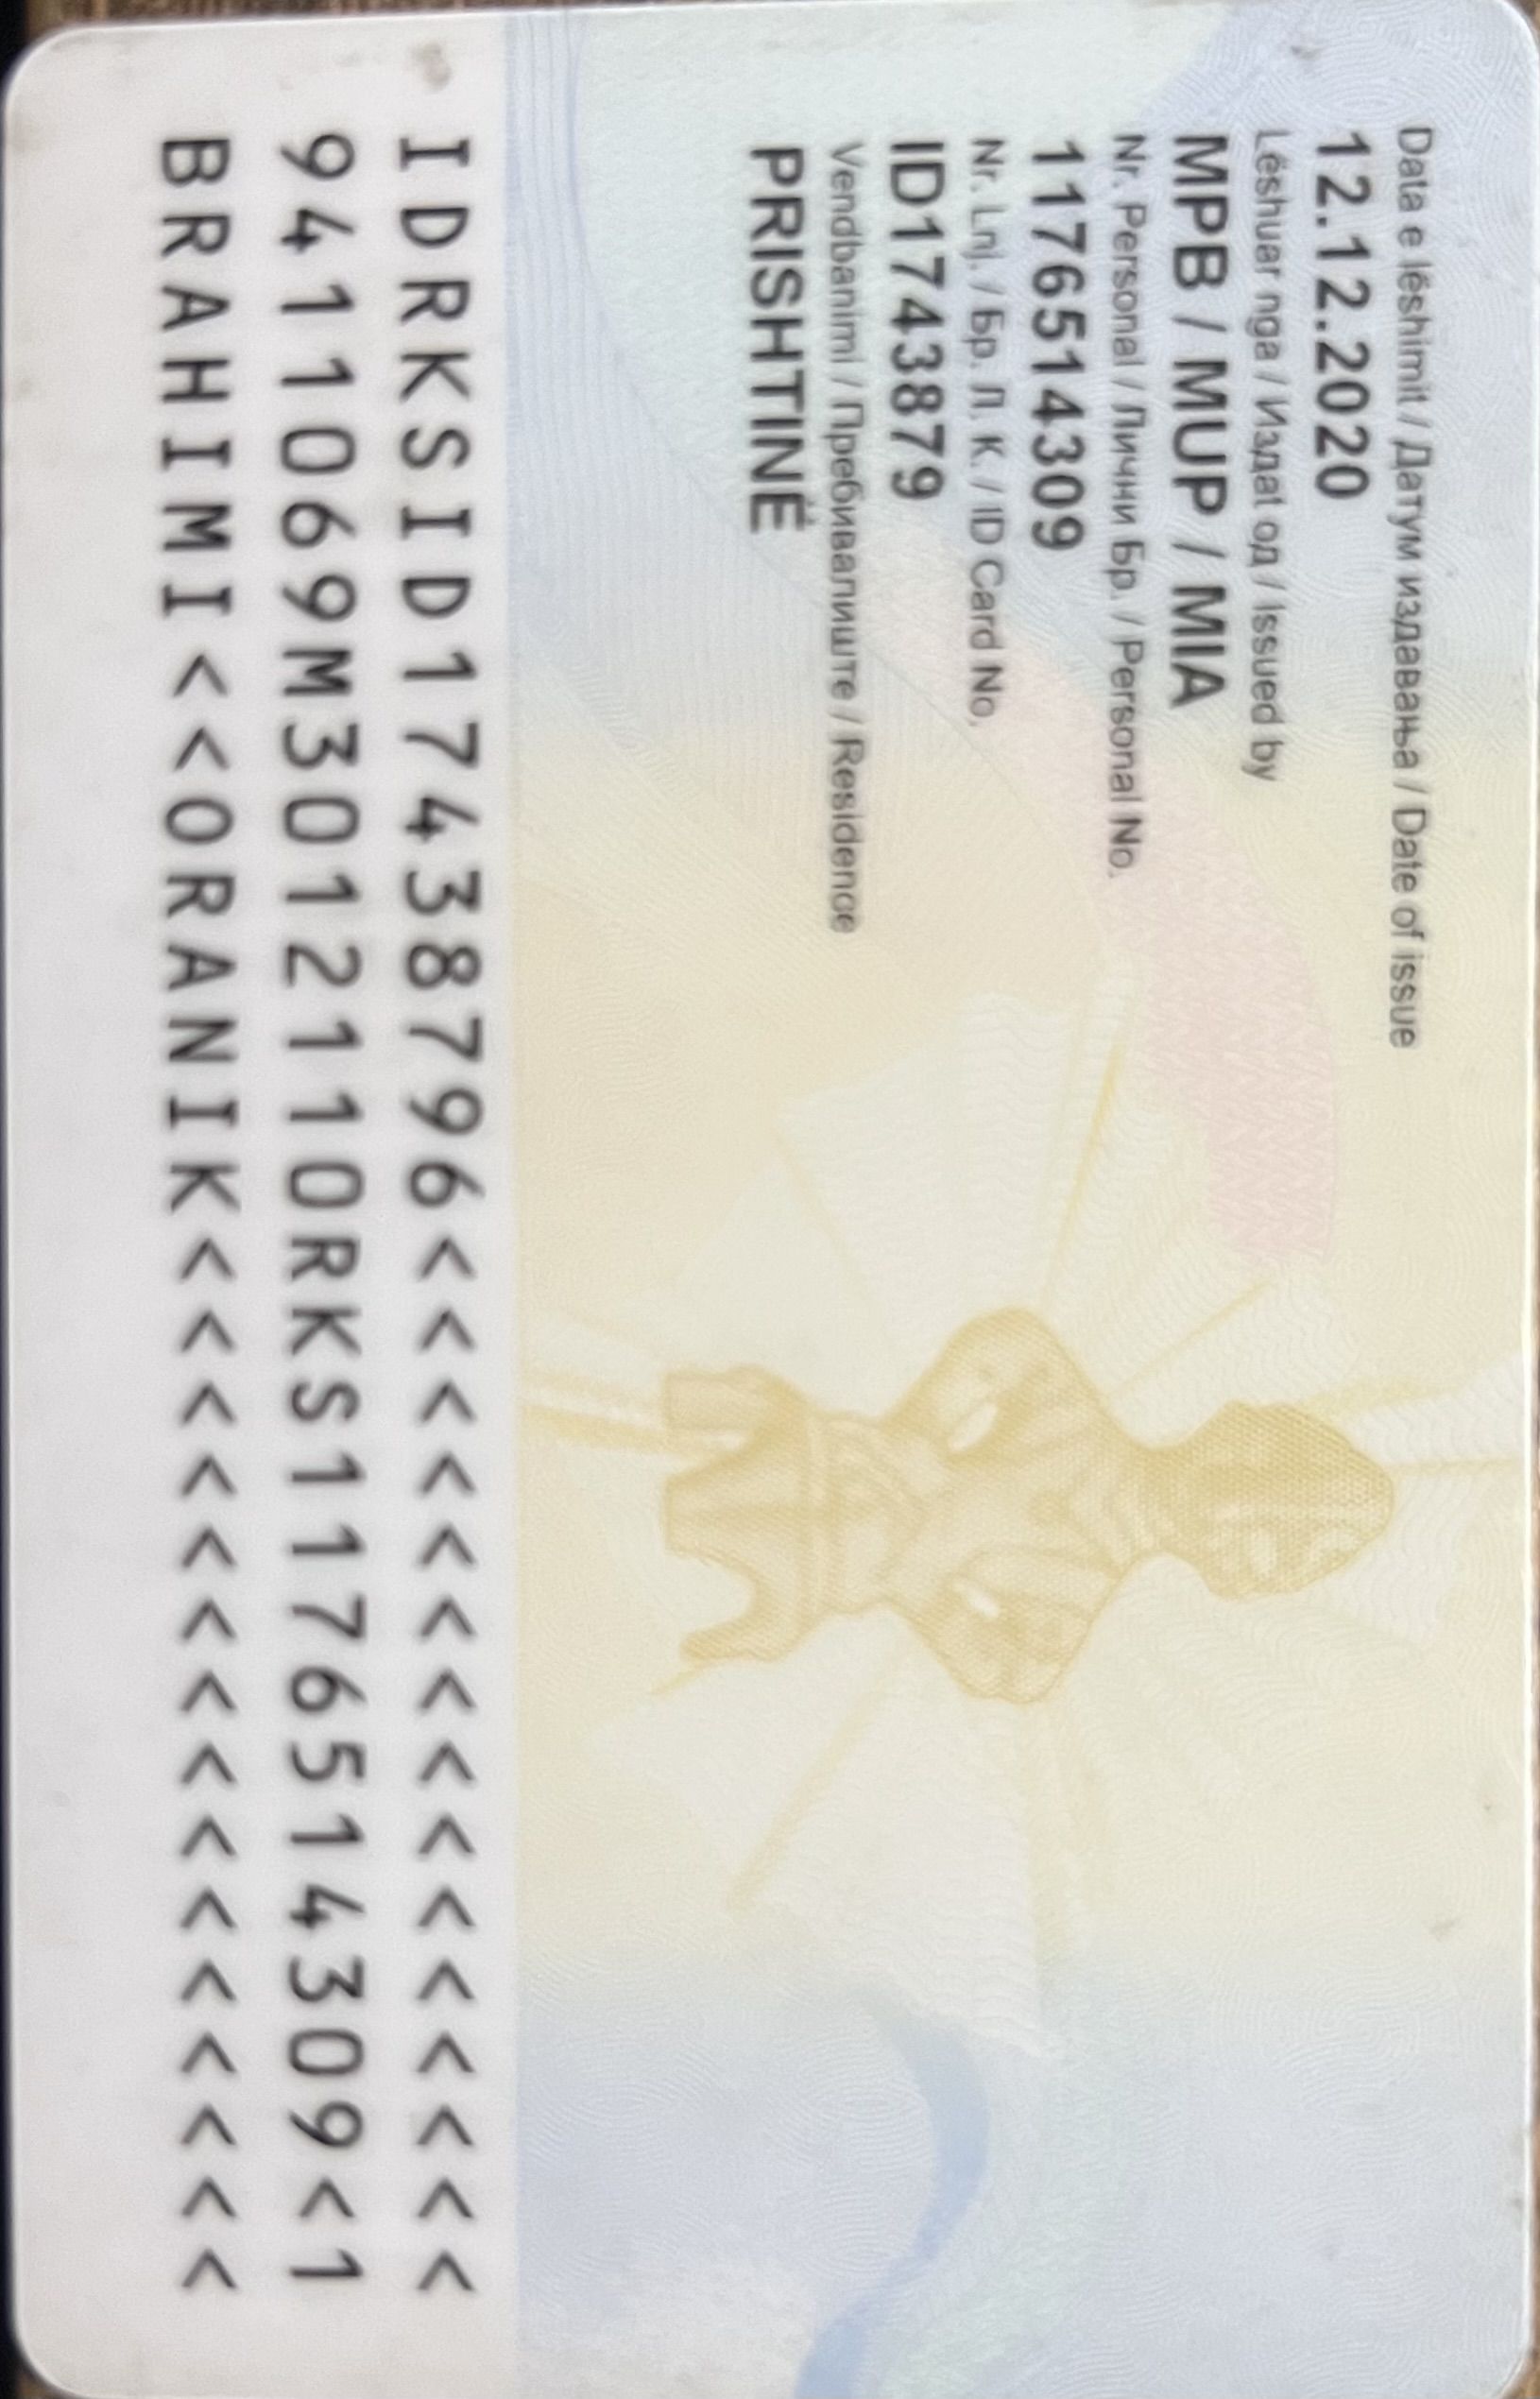 Data e lëshimit / Датум издавања / Date of issue
12.12.2020
Lëshuar nga / Издат од / Issued by
MPB / MUP / MIA
Nr. Personal / Лични Бр. / Personal No.
1176514309
Nr. Lnj. / Бр. Л. К. / ID Card No.
ID1743879
Vendbanimi / Пребивалиште / Residence
PRISHTINË
IDRKSID17438796<<<<<<<<<<<<<<<
9411069M3012110RKS1176514309<1
BRAHIMI<<ORANIK<<<<<<<<<<<<<<<